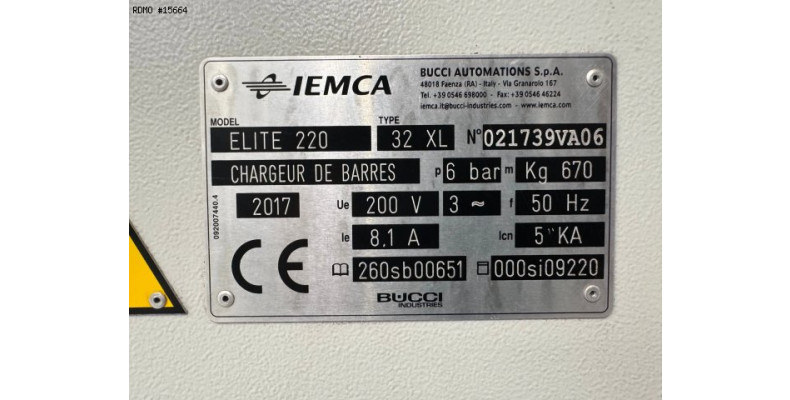 RDMO #15664
IEMCA
BUCCI AUTOMATIONS S.p.A.
48018 Faenza (RA) - Italy - Via Granarolo 167
Tel. +39 0546 698000 - Fax: +39 0546 46224
iemca.it@bucci-industries.com - www.iemca.com
MODEL TYPE
ELITE 220 32 XL N° 021739VA06
CHARGEUR DE BARRES p 6 bar m Kg 670
2017 Ue 200 V 3 ≈ f 50 Hz
Ie 8,1 A Icn 5" KA
092007440.4
CE
260sb00651 000si09220
BUCCI
INDUSTRIES